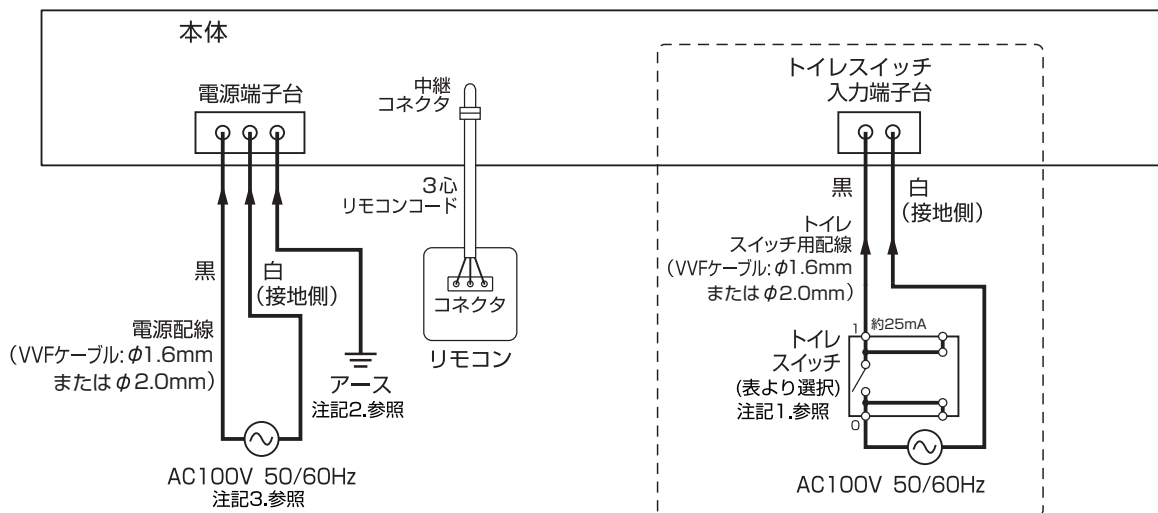 本体
電源端子台
中継
コネクタ
トイレスイッチ
入力端子台
3心
リモコンコード
黒
白
(接地側)
電源配線
(VVFケーブル:φ1.6mm
またはφ2.0mm)
アース
注記2.参照
コネクタ
リモコン
AC100V 50/60Hz
注記3.参照
黒
白
(接地側)
トイレ
スイッチ用配線
(VVFケーブル:φ1.6mm
またはφ2.0mm)
1
約25mA
トイレ
スイッチ
(表より選択)
注記1.参照
0
AC100V 50/60Hz